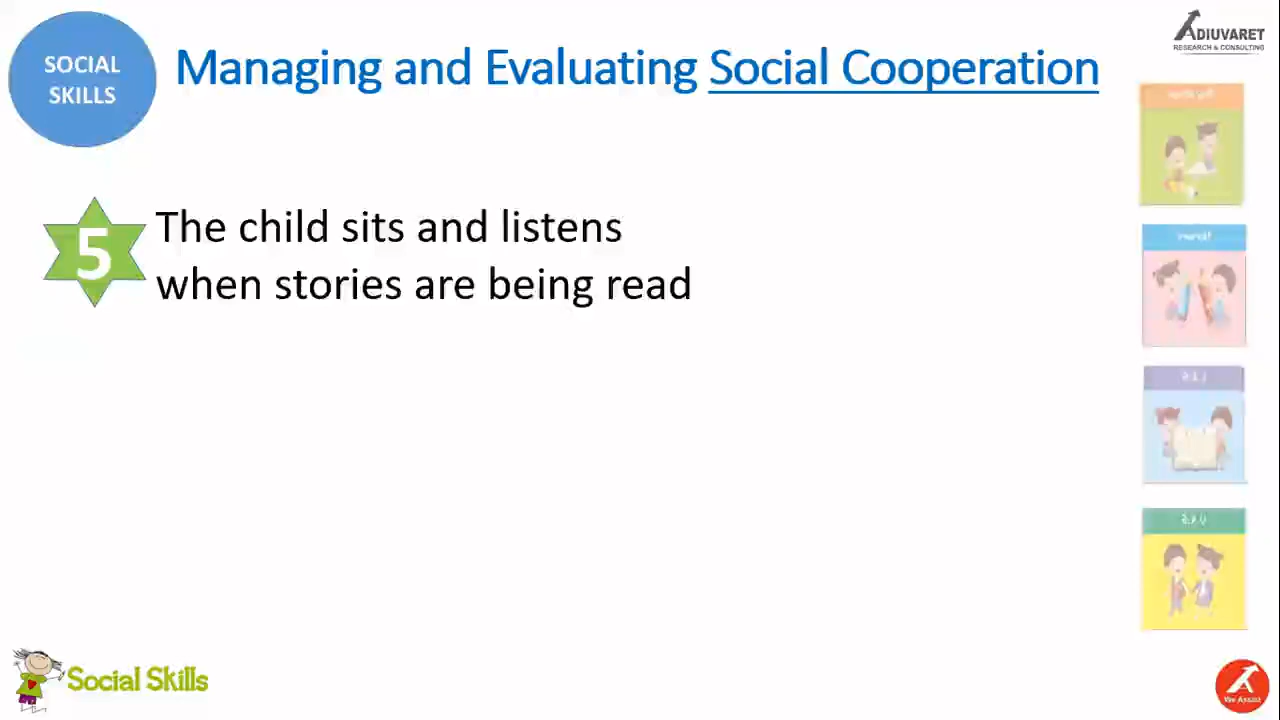 SOCIAL
SKILLS
Managing and Evaluating Social Cooperation
ADIUVARET
RESEARCH & CONSULTING
5
The child sits and listens
when stories are being read
Social Skills